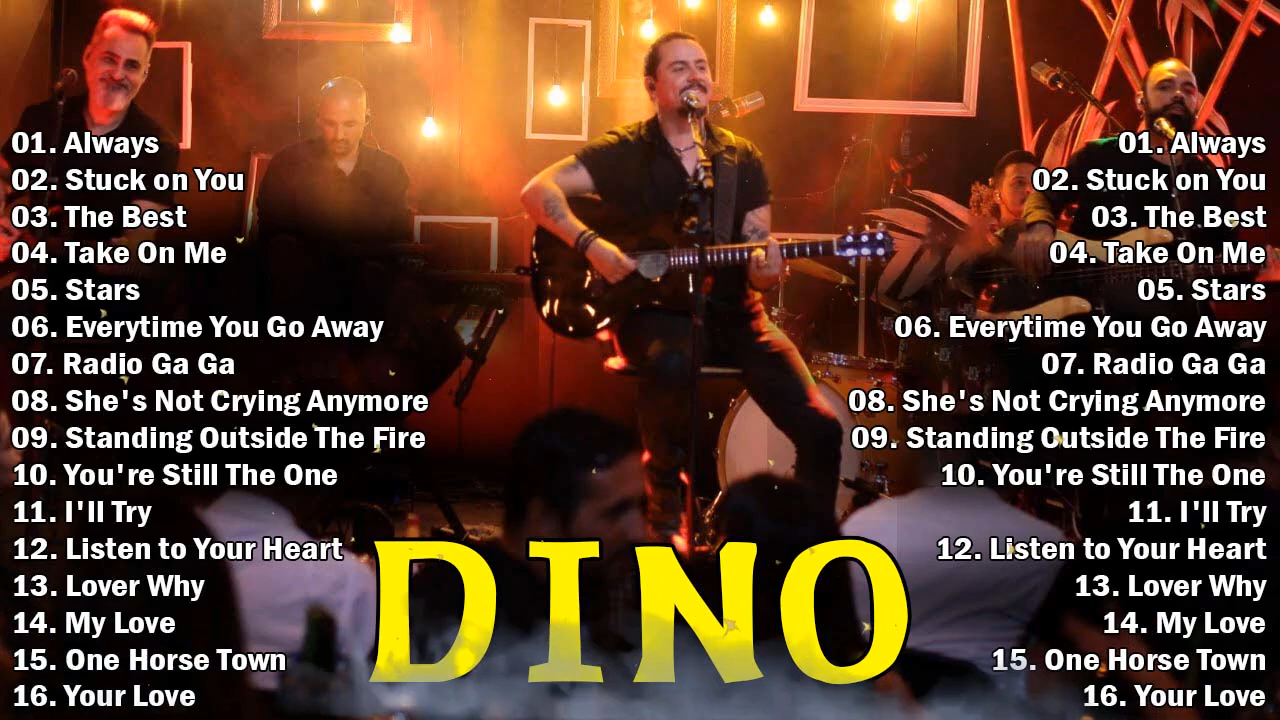 01. Always
02. Stuck on You
03. The Best
04. Take On Me
05. Stars
06. Everytime You Go Away
07. Radio Ga Ga
08. She's Not Crying Anymore
09. Standing Outside The Fire
10. You're Still The One
11. I'll Try
12. Listen to Your Heart
13. Lover Why
14. My Love
15. One Horse Town
16. Your Love
01. Always
02. Stuck on You
03. The Best
04. Take On Me
05. Stars
06. Everytime You Go Away
07. Radio Ga Ga
08. She's Not Crying Anymore
09. Standing Outside The Fire
10. You're Still The One
11. I'll Try
12. Listen to Your Heart
13. Lover Why
14. My Love
15. One Horse Town
16. Your Love
DINO